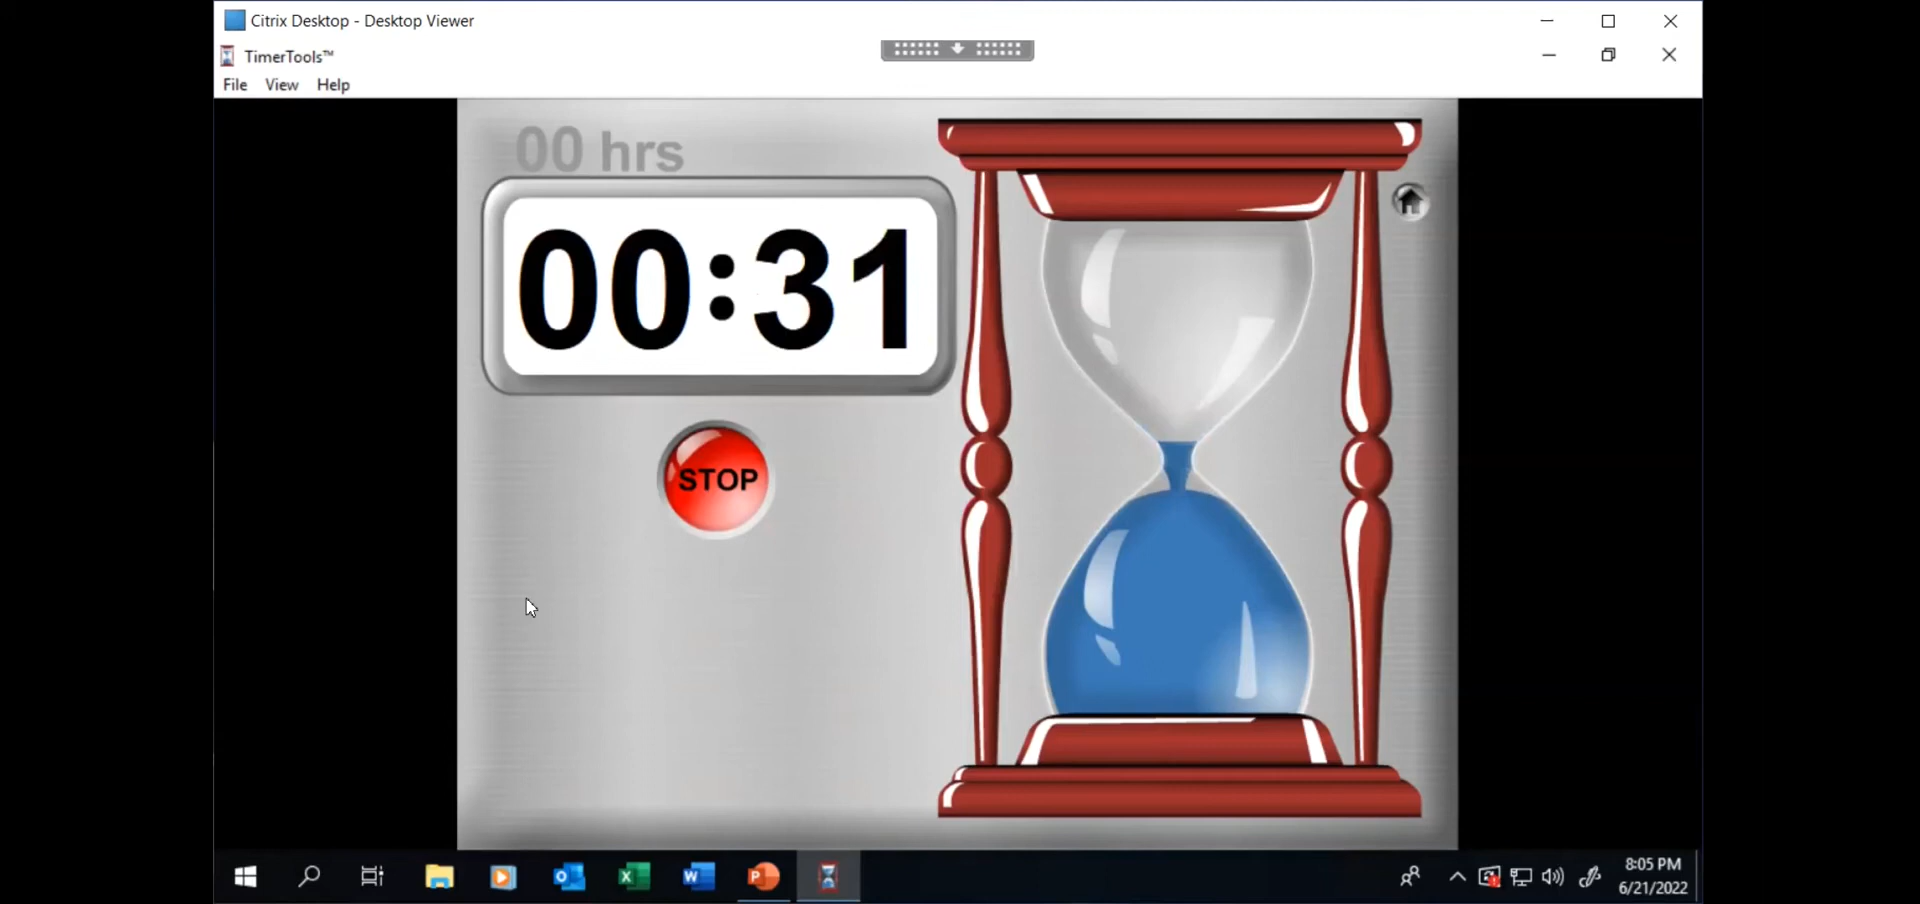 Citrix Desktop - Desktop Viewer
TimerTools™
File View Help
00 hrs
00:31
STOP
8:05 PM
6/21/2022